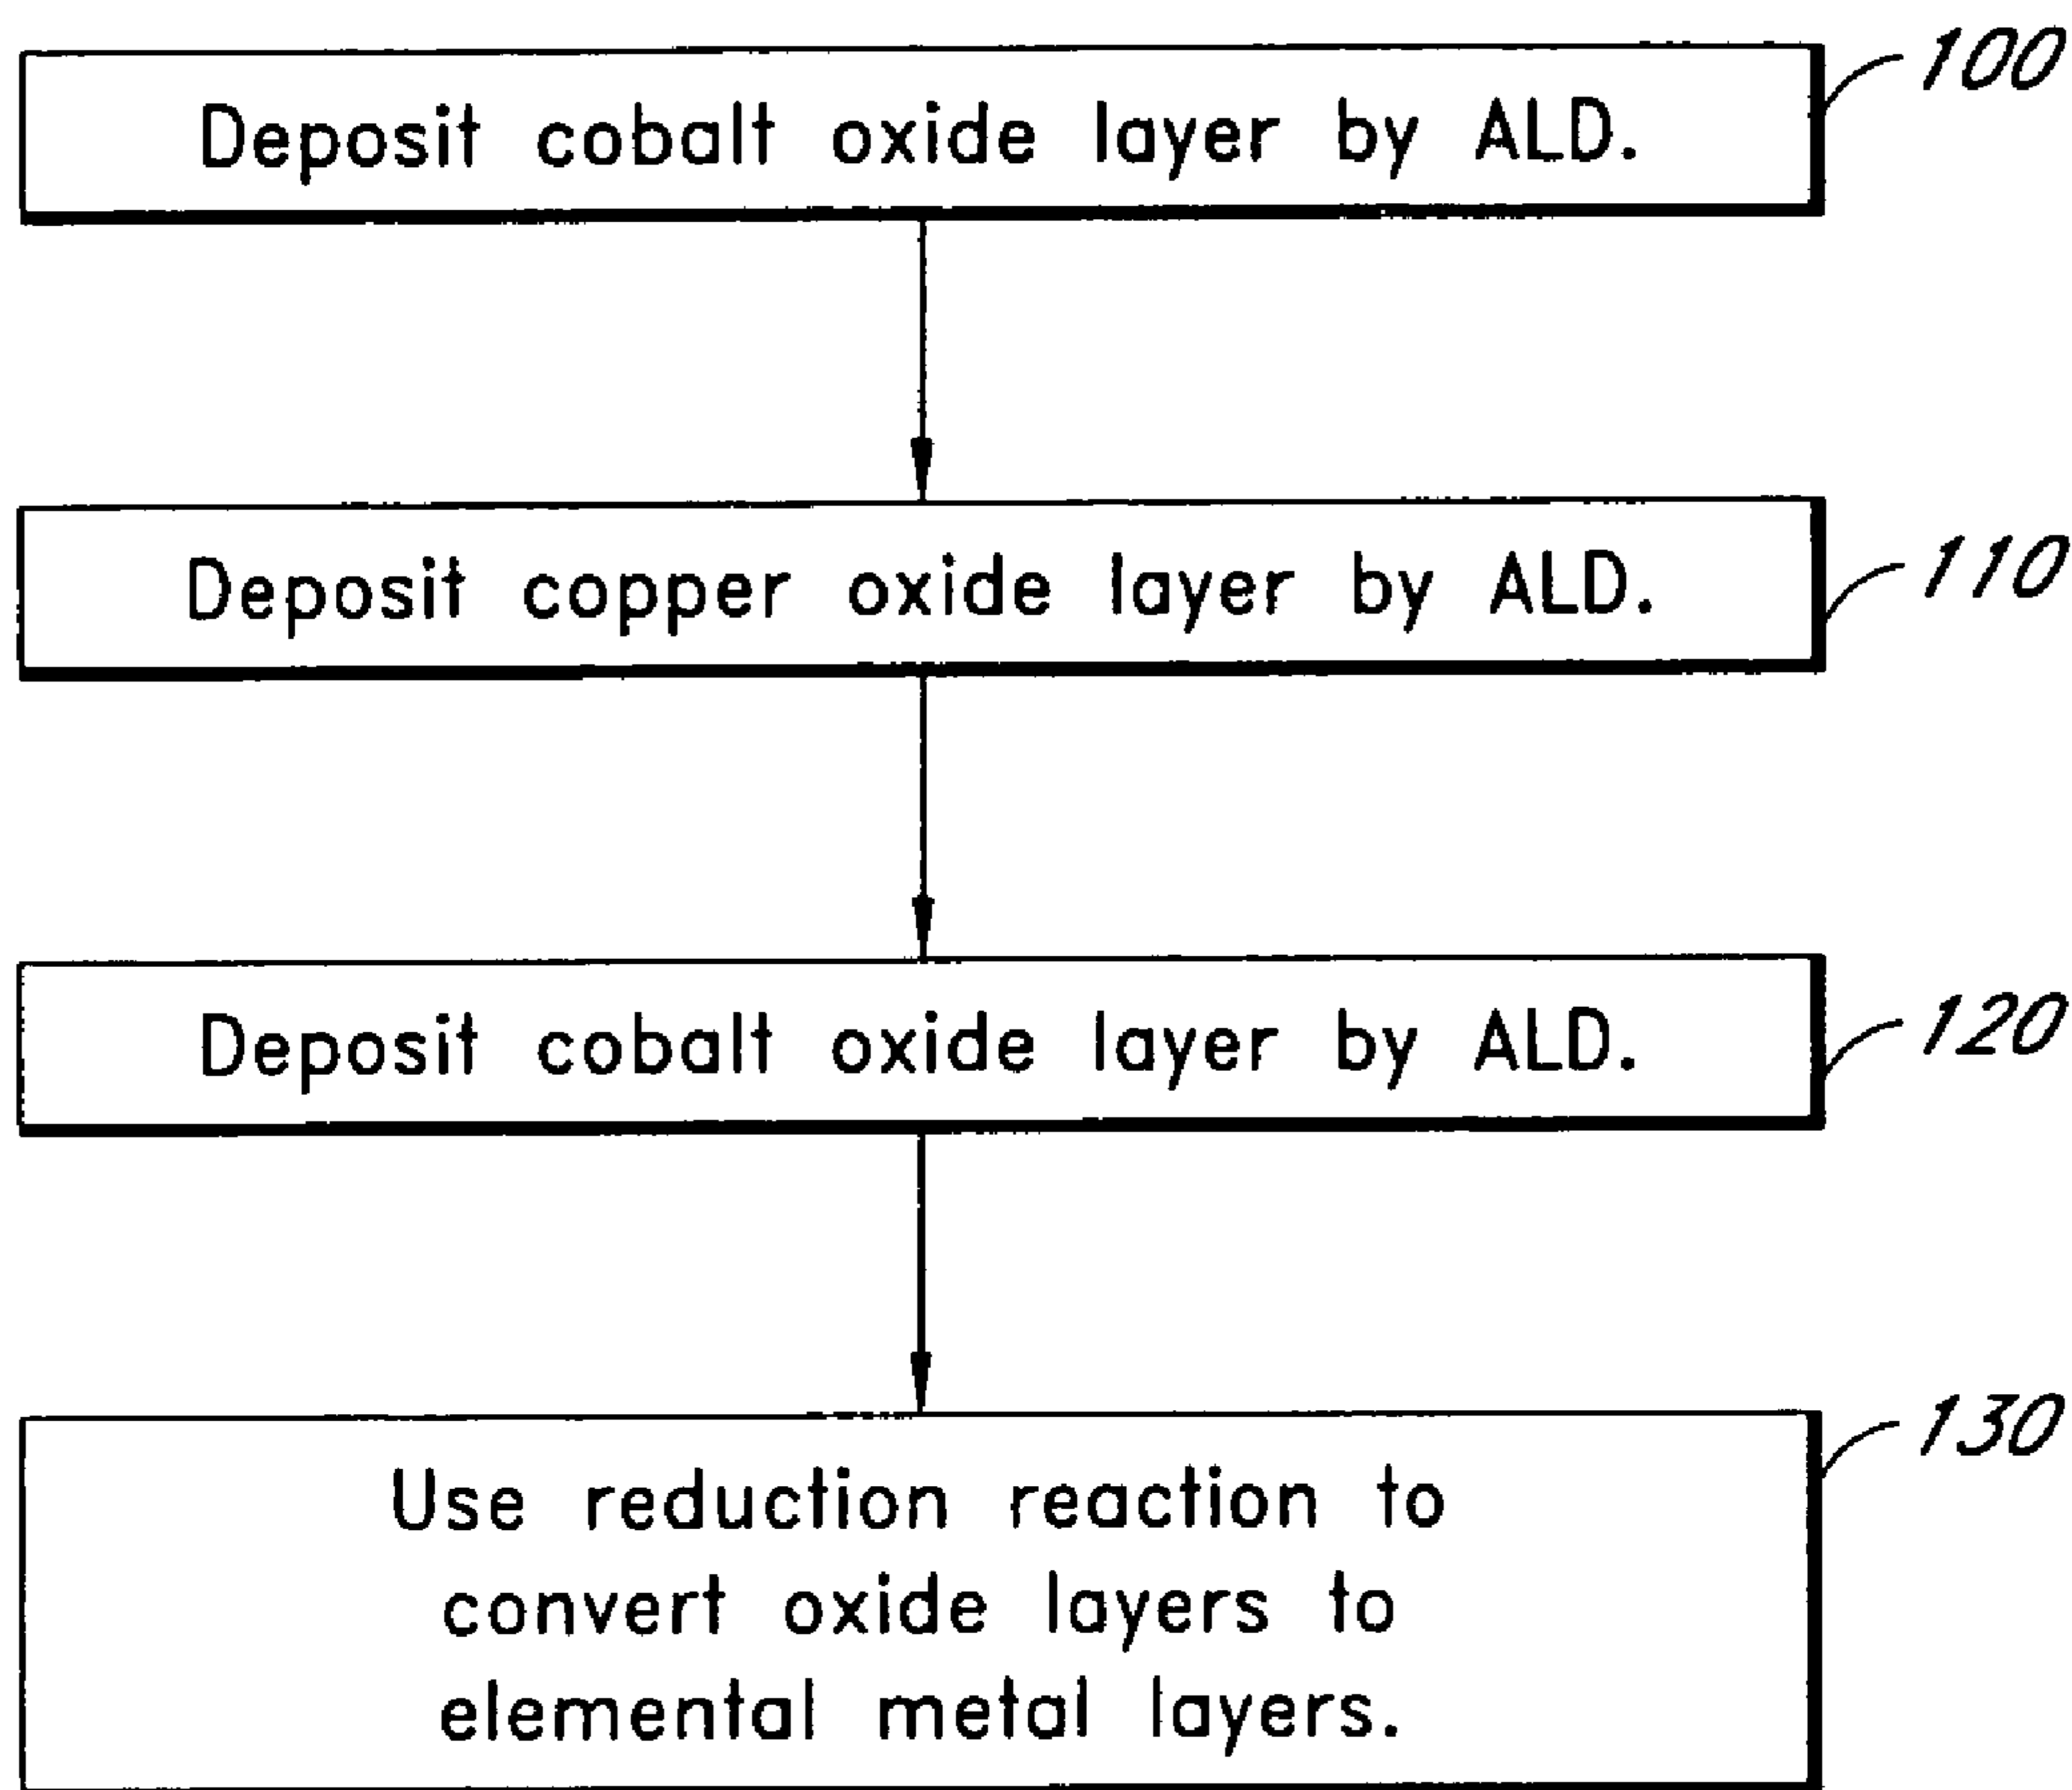 Deposit cobalt oxide layer by ALD.
100
Deposit copper oxide layer by ALD.
110
Deposit cobalt oxide layer by ALD.
120
Use reduction reaction to
convert oxide layers to
elemental metal layers.
130